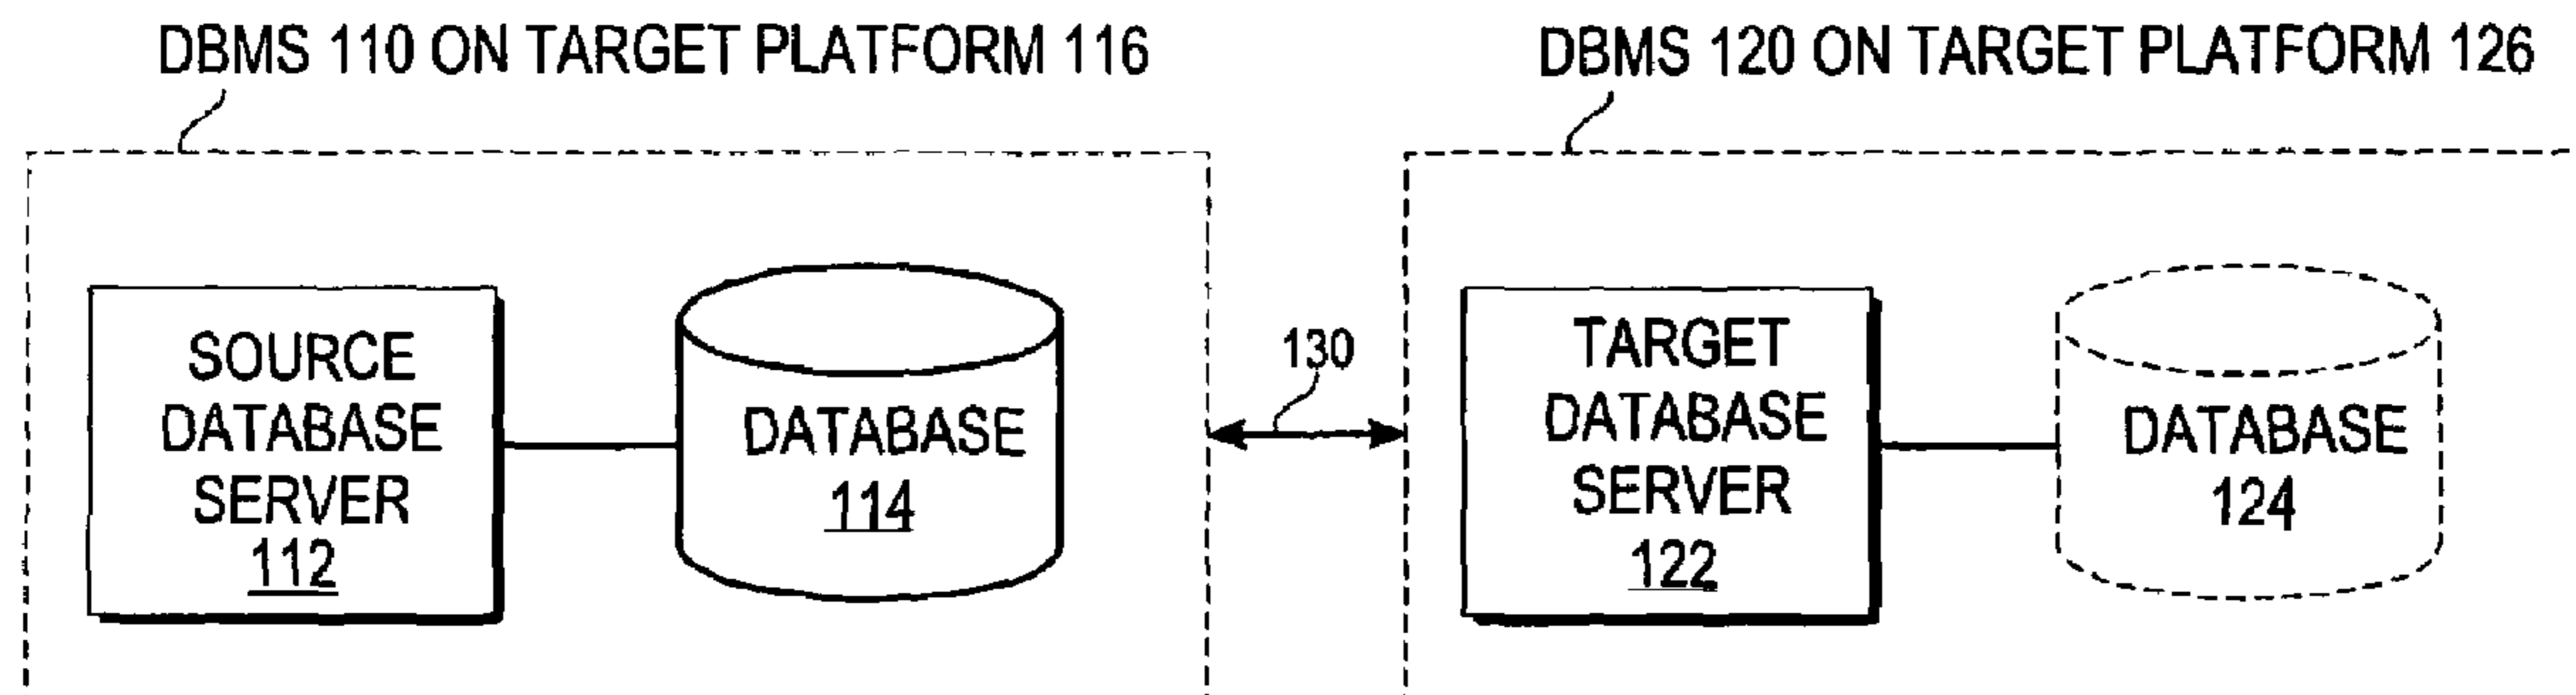 DBMS 110 ON TARGET PLATFORM 116
SOURCE
DATABASE
SERVER
112
DATABASE
114
130
DBMS 120 ON TARGET PLATFORM 126
TARGET
DATABASE
SERVER
122
DATABASE
124